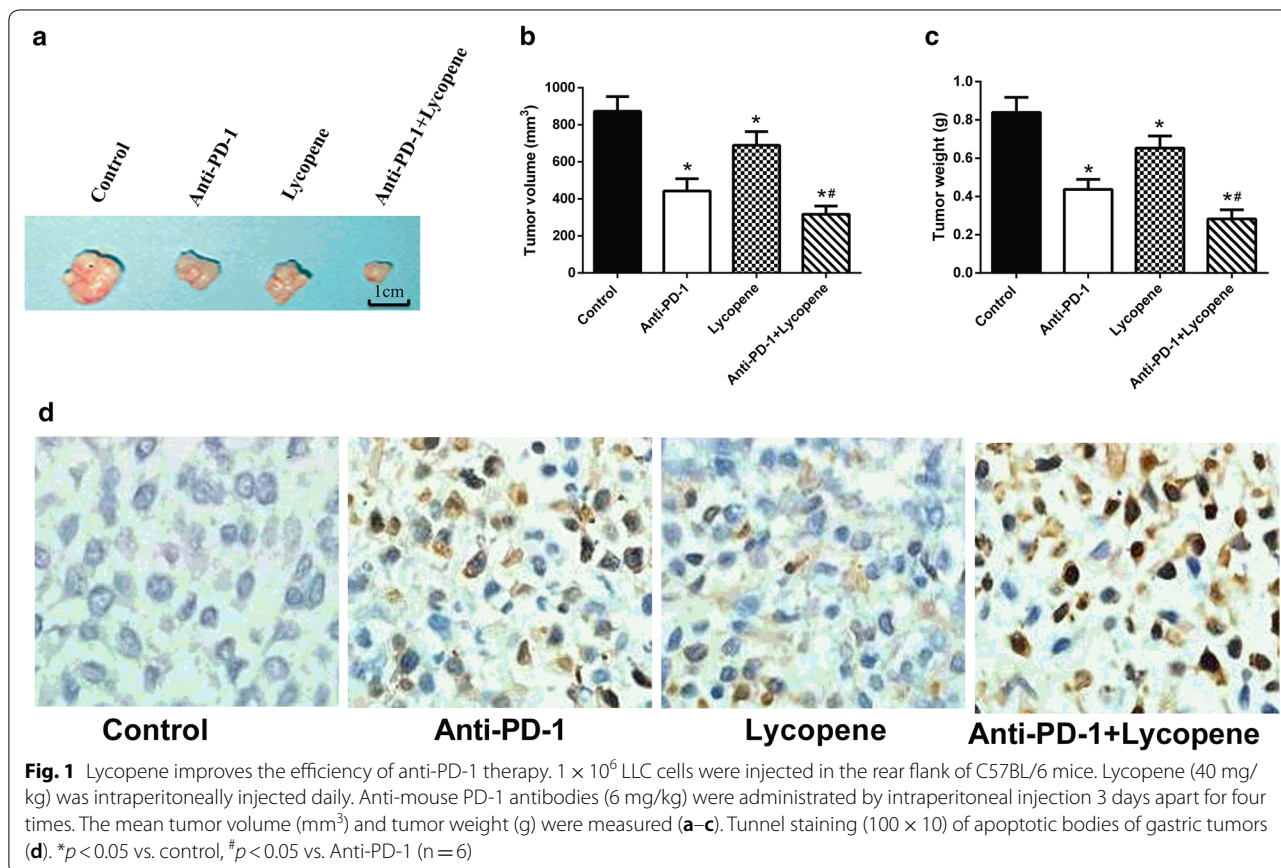 a
Control
Anti-PD-1
Lycopene
Anti-PD-1+Lycopene
1cm
b
Tumor volume (mm³)
1000
800
600
400
200
0
*
*
*#
Control
Anti-PD-1
Lycopene
Anti-PD-1+Lycopene
c
Tumor weight (g)
1.0
0.8
0.6
0.4
0.2
0.0
*
*
*#
Control
Anti-PD-1
Lycopene
Anti-PD-1+Lycopene
d
Control
Anti-PD-1
Lycopene
Anti-PD-1+Lycopene
Fig. 1 Lycopene improves the efficiency of anti-PD-1 therapy. 1 × 10⁶ LLC cells were injected in the rear flank of C57BL/6 mice. Lycopene (40 mg/
kg) was intraperitoneally injected daily. Anti-mouse PD-1 antibodies (6 mg/kg) were administrated by intraperitoneal injection 3 days apart for four
times. The mean tumor volume (mm³) and tumor weight (g) were measured (a–c). Tunnel staining (100 × 10) of apoptotic bodies of gastric tumors
(d). *p < 0.05 vs. control, #p < 0.05 vs. Anti-PD-1 (n = 6)